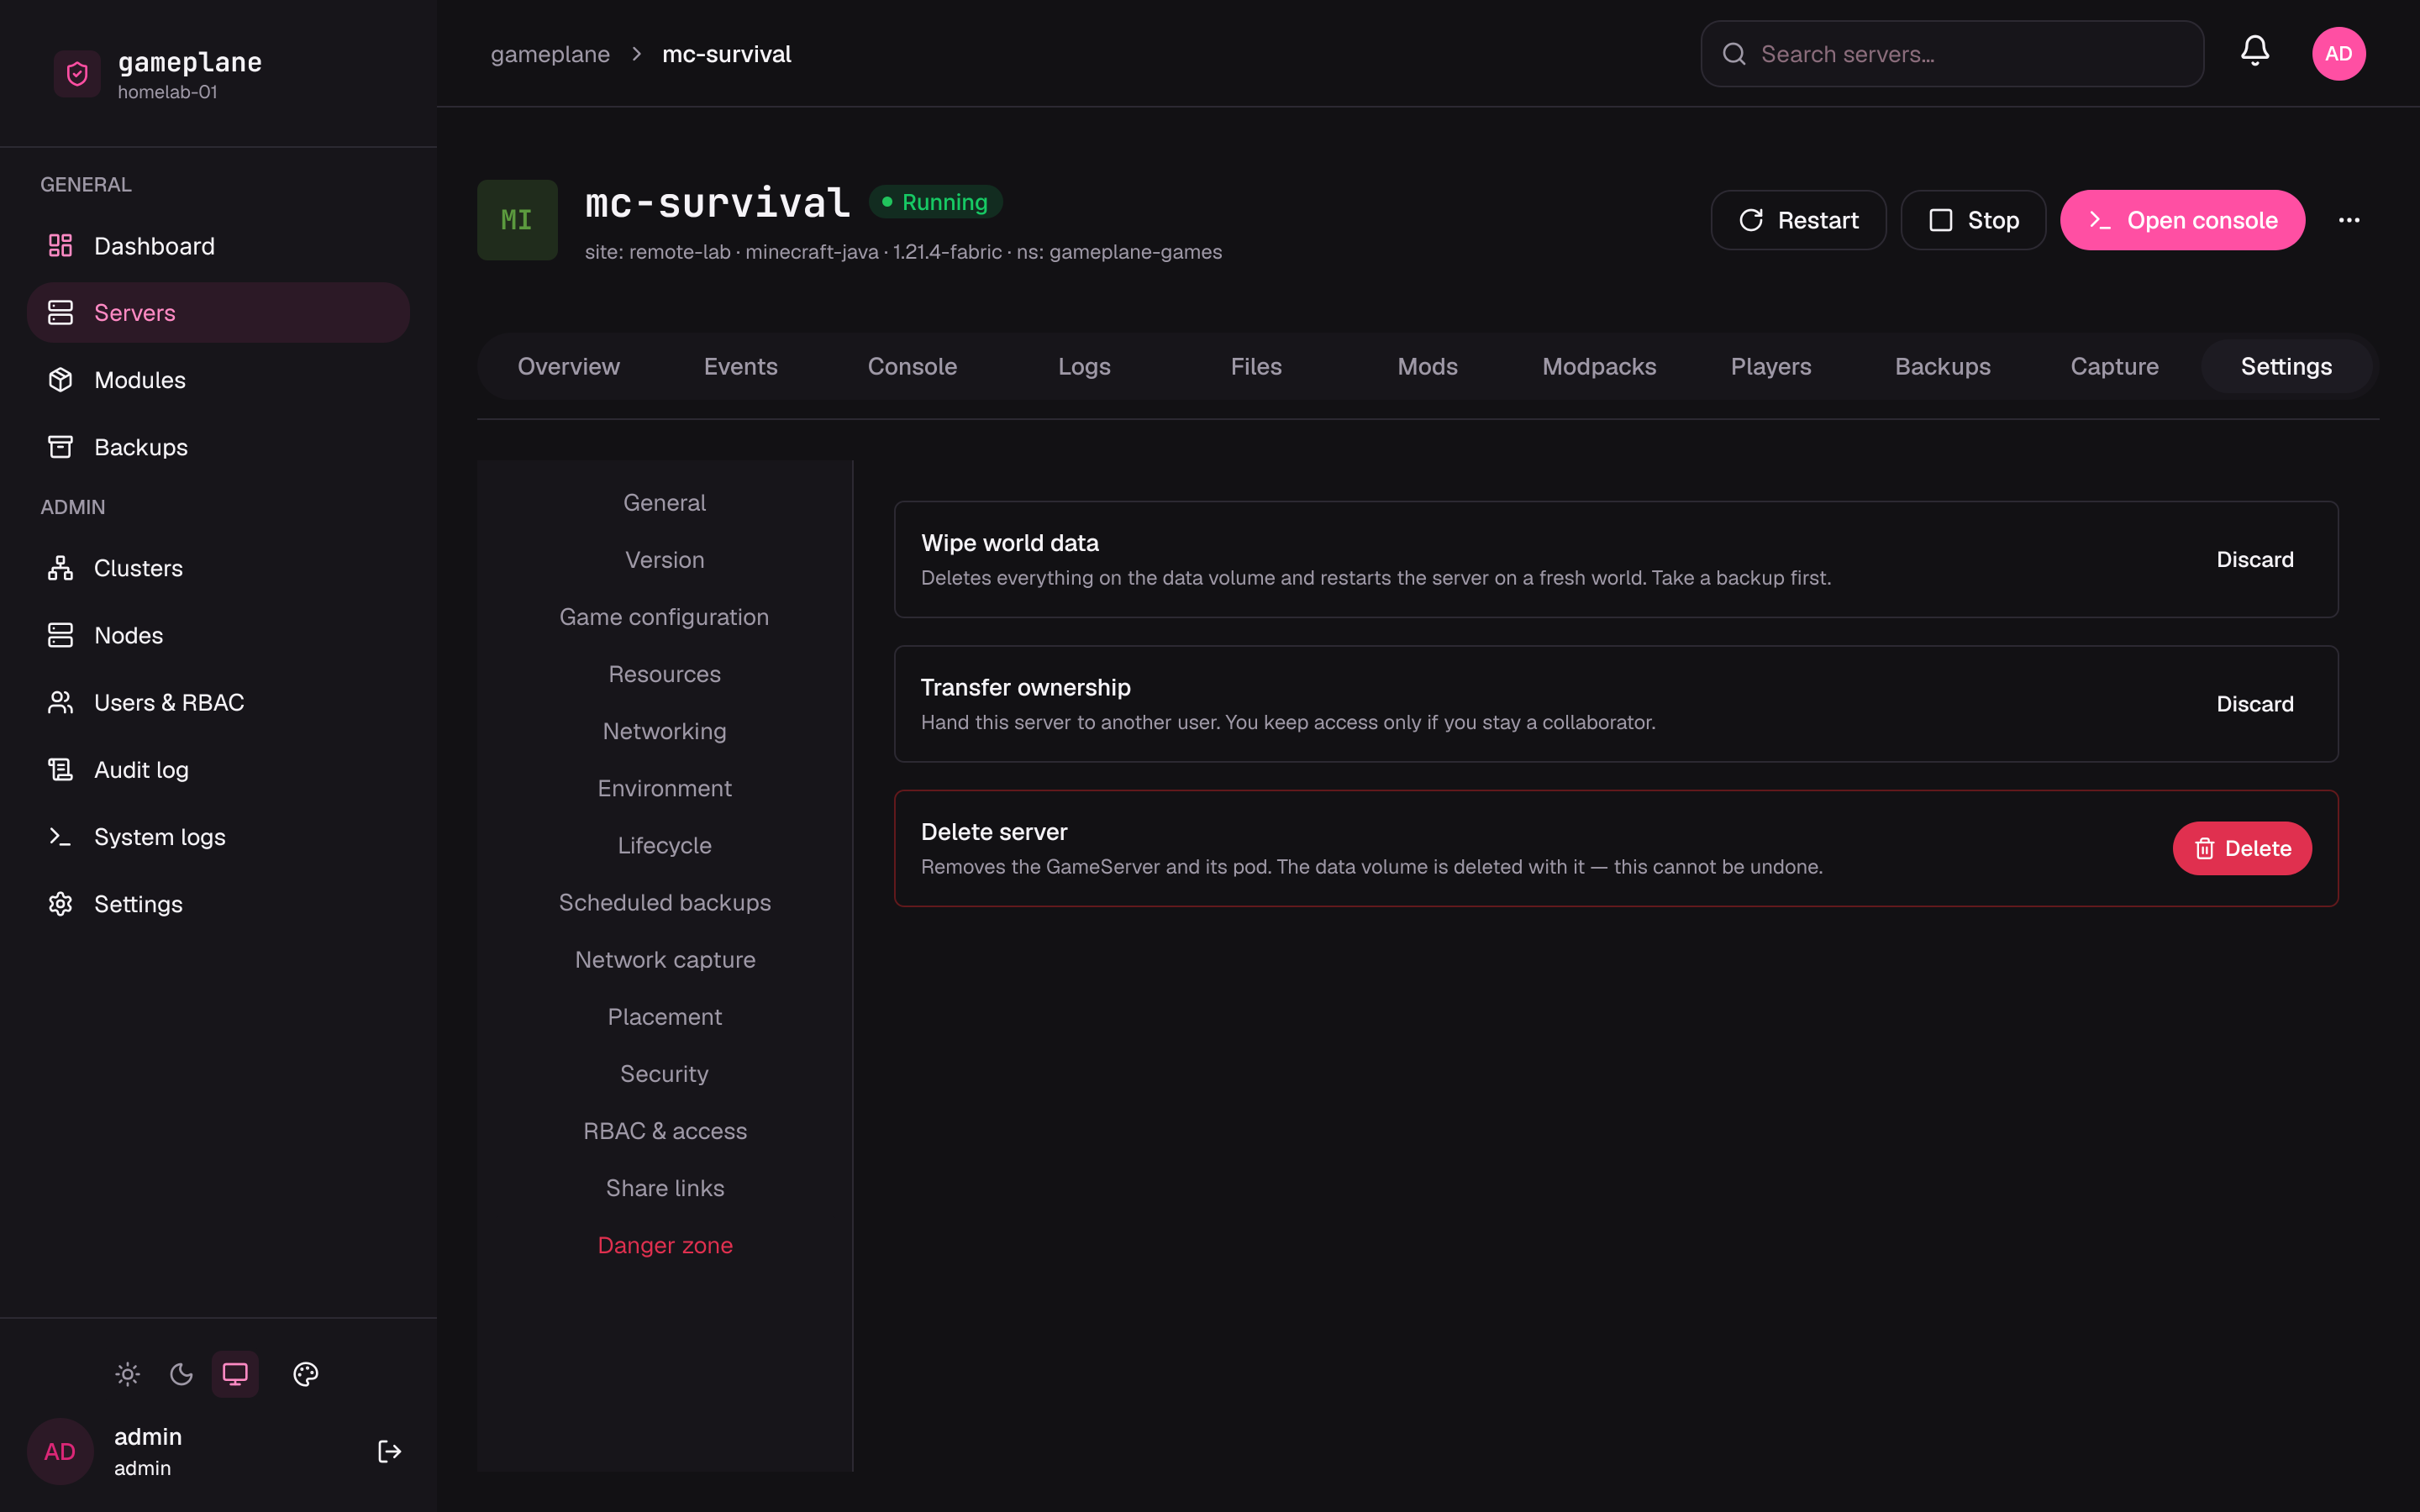 gameplane
homelab-01
GENERAL
Dashboard
Servers
Modules
Backups
ADMIN
Clusters
Nodes
Users & RBAC
Audit log
System logs
Settings
AD
admin
admin
gameplane > mc-survival
Search servers...
AD
MI
mc-survival
Running
site: remote-lab · minecraft-java · 1.21.4-fabric · ns: gameplane-games
Restart
Stop
Open console
Overview
Events
Console
Logs
Files
Mods
Modpacks
Players
Backups
Capture
Settings
General
Version
Game configuration
Resources
Networking
Environment
Lifecycle
Scheduled backups
Network capture
Placement
Security
RBAC & access
Share links
Danger zone
Wipe world data
Deletes everything on the data volume and restarts the server on a fresh world. Take a backup first.
Discard
Transfer ownership
Hand this server to another user. You keep access only if you stay a collaborator.
Discard
Delete server
Removes the GameServer and its pod. The data volume is deleted with it — this cannot be undone.
Delete